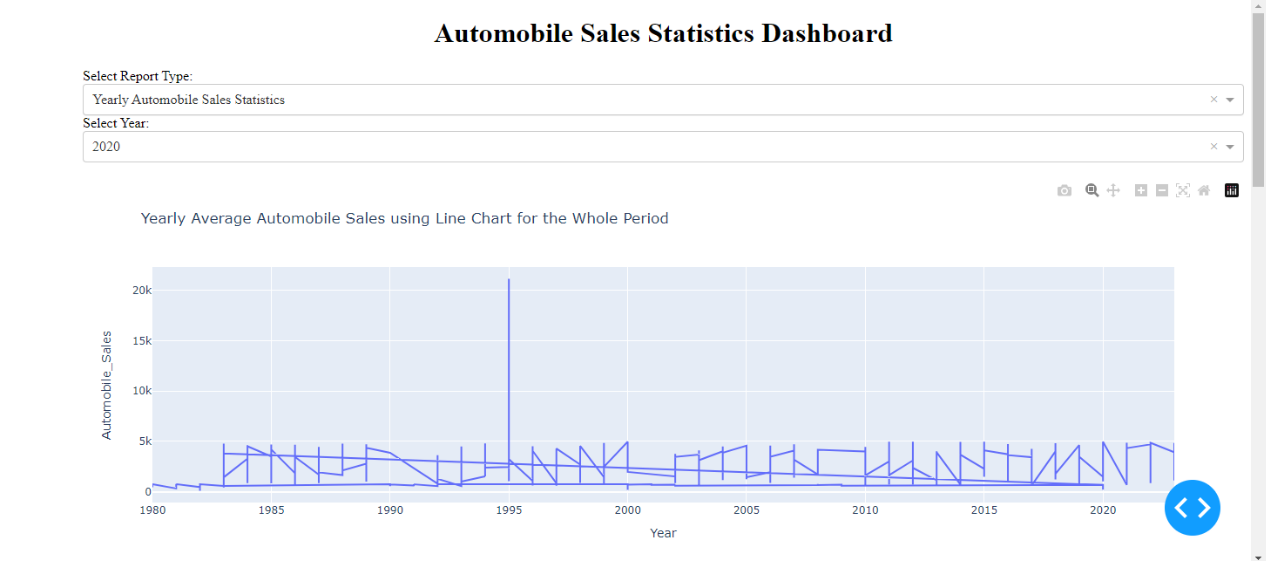 Automobile Sales Statistics Dashboard
Select Report Type:
Yearly Automobile Sales Statistics
Select Year:
2020
Yearly Average Automobile Sales using Line Chart for the Whole Period
20k
15k
10k
5k
0
Automobile_Sales
1980 1985 1990 1995 2000 2005 2010 2015 2020
Year